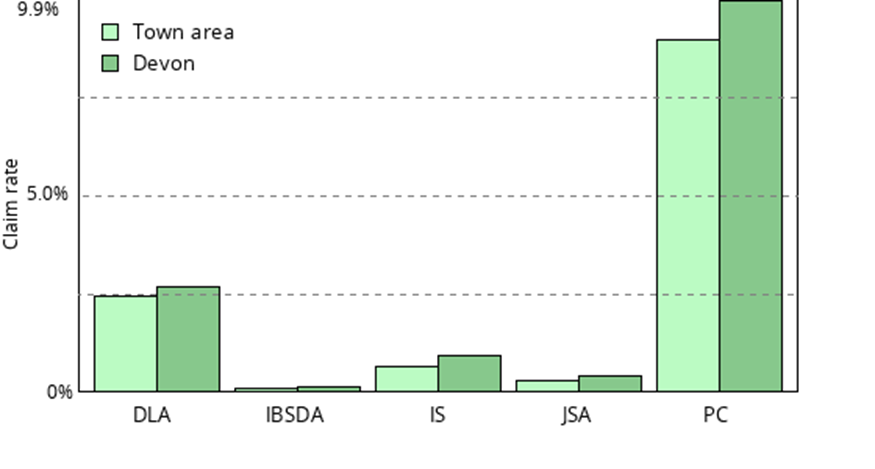 9.9%
Town area
Devon
Claim rate
5.0%
0%
DLA
IBSDA
IS
JSA
PC